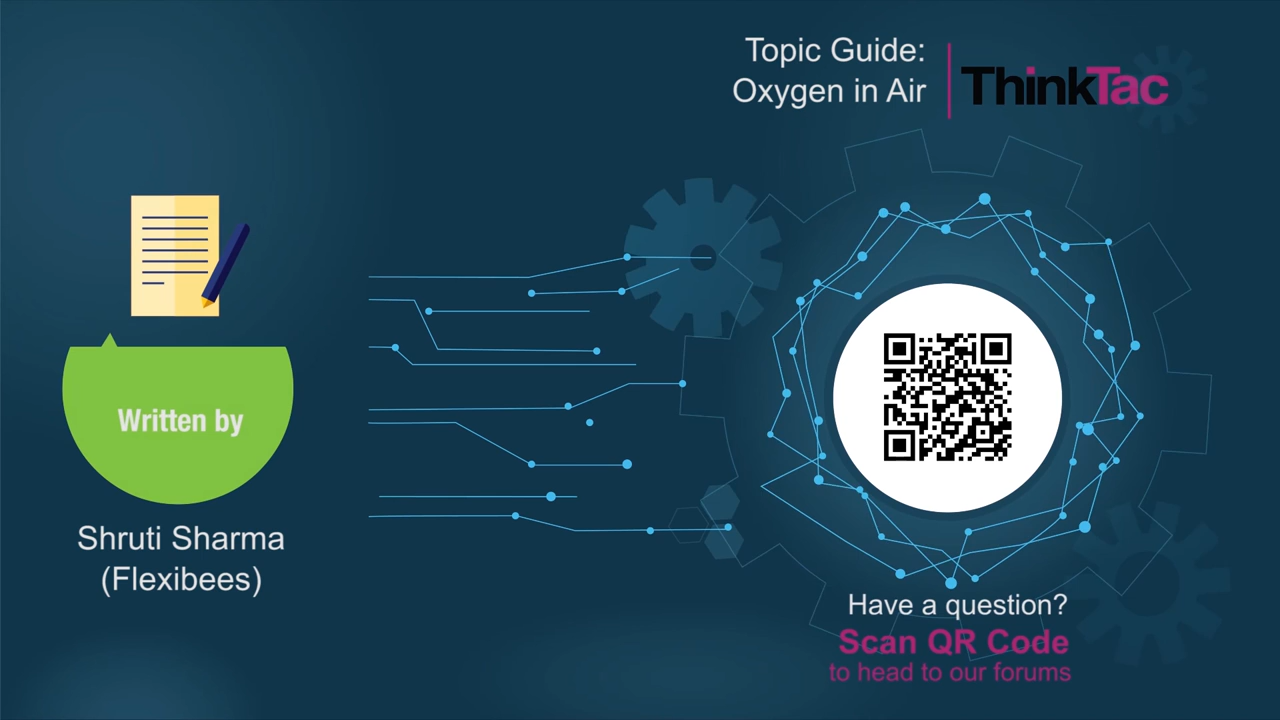 Topic Guide:
Oxygen in Air
ThinkTac
Written by
Shruti Sharma
(Flexibees)
Have a question?
Scan QR Code
to head to our forums